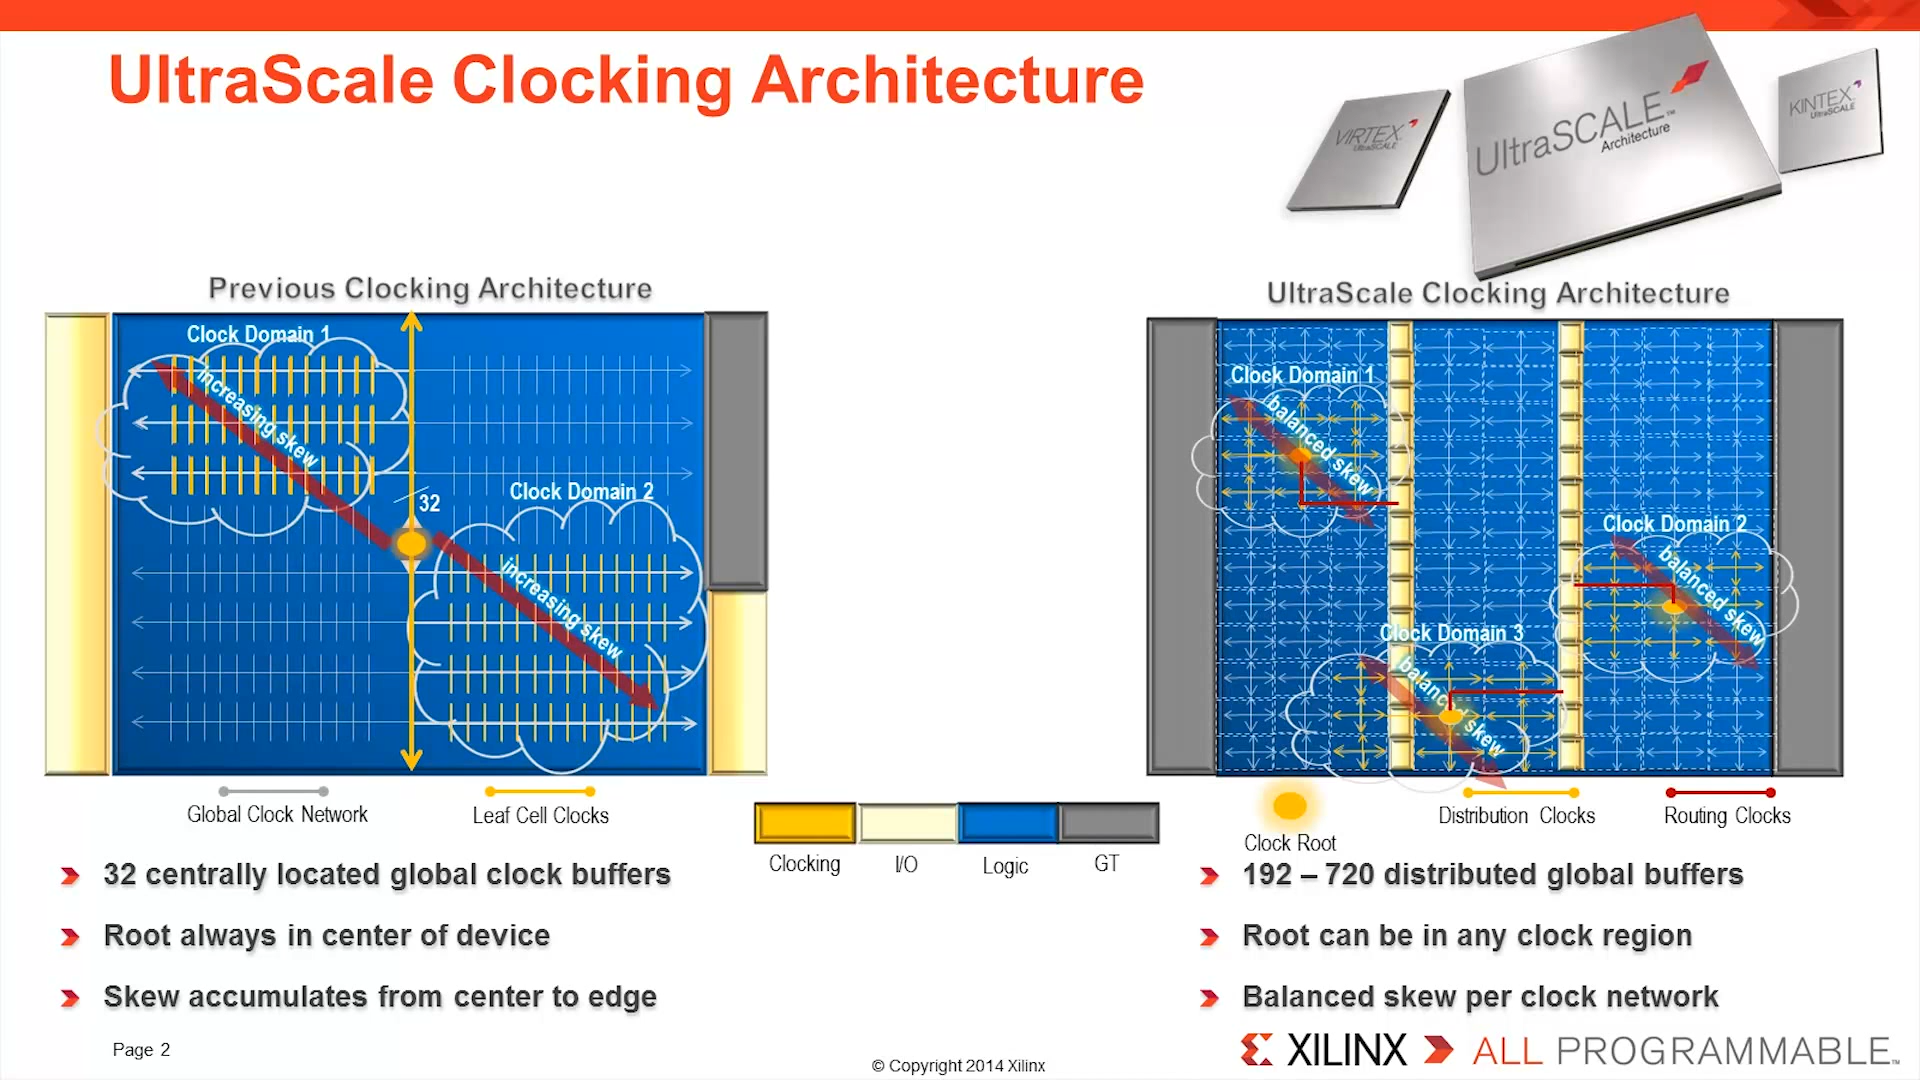 UltraScale Clocking Architecture
VIRTEX
UltraSCALE
UltraSCALE™
Architecture
KINTEX
UltraSCALE
Previous Clocking Architecture
Clock Domain 1
increasing skew
32
Clock Domain 2
increasing skew
Global Clock Network
Leaf Cell Clocks
UltraScale Clocking Architecture
Clock Domain 1
balanced skew
Clock Domain 2
balanced skew
Clock Domain 3
balanced skew
Clock Root
Distribution Clocks
Routing Clocks
Clocking
I/O
Logic
GT
32 centrally located global clock buffers
Root always in center of device
Skew accumulates from center to edge
192 – 720 distributed global buffers
Root can be in any clock region
Balanced skew per clock network
Page 2
© Copyright 2014 Xilinx
XILINX
ALL PROGRAMMABLE™